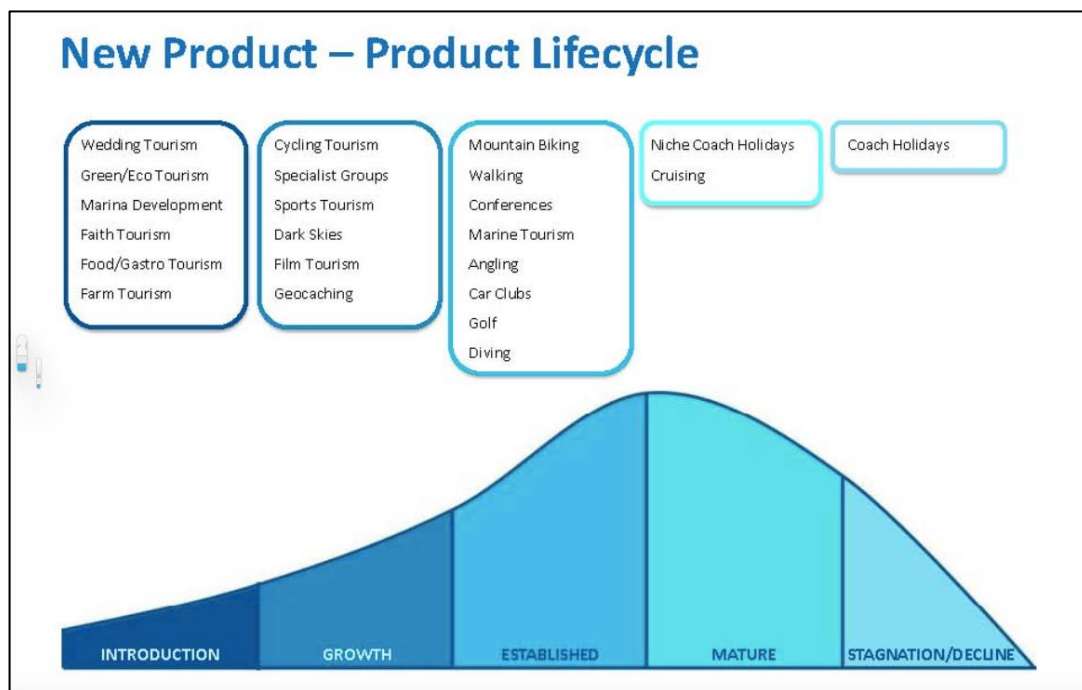 New Product – Product Lifecycle
Wedding Tourism
Green/Eco Tourism
Marina Development
Faith Tourism
Food/Gastro Tourism
Farm Tourism
Cycling Tourism
Specialist Groups
Sports Tourism
Dark Skies
Film Tourism
Geocaching
Mountain Biking
Walking
Conferences
Marine Tourism
Angling
Car Clubs
Golf
Diving
Niche Coach Holidays
Cruising
Coach Holidays
INTRODUCTION
GROWTH
ESTABLISHED
MATURE
STAGNATION/DECLINE